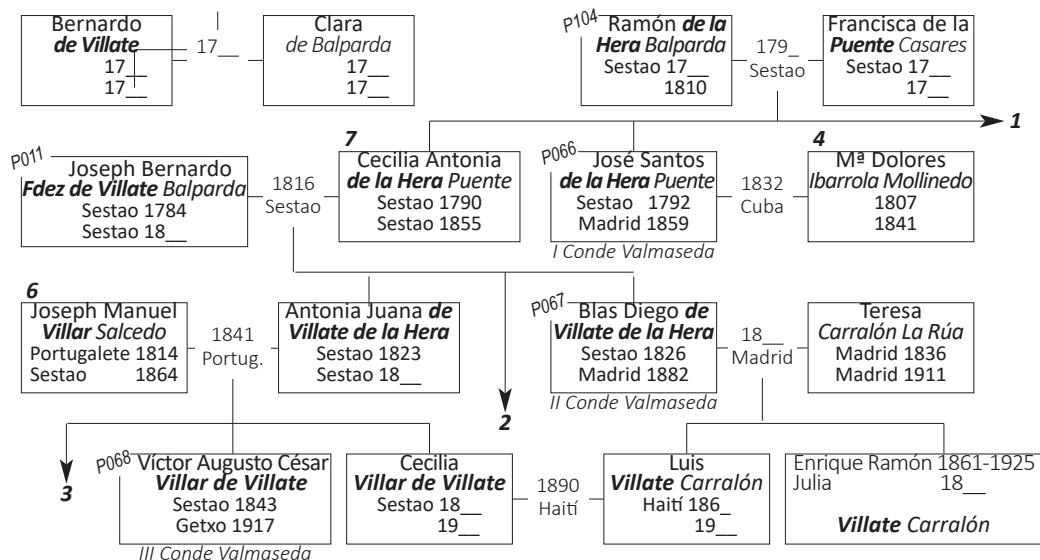 Bernardo
de Villate
17__
17__
17__
Clara
de Balparda
17__
17__
P104
Ramón de la
Hera Balparda
Sestao 17__
1810
179_
Sestao
Francisca de la
Puente Casares
Sestao 17__
17__
1
P011
Joseph Bernardo
Fdez de Villate Balparda
Sestao 1784
Sestao 18__
1816
Sestao
7
Cecilia Antonia
de la Hera Puente
Sestao 1790
Sestao 1855
P066
José Santos
de la Hera Puente
Sestao 1792
Madrid 1859
I Conde Valmaseda
1832
Cuba
4
Mª Dolores
Ibarrola Mollinedo
1807
1841
6
Joseph Manuel
Villar Salcedo
Portugalete 1814
Sestao 1864
1841
Portug.
Antonia Juana de
Villate de la Hera
Sestao 1823
Sestao 18__
2
P067
Blas Diego de
Villate de la Hera
Sestao 1826
Madrid 1882
II Conde Valmaseda
18__
Madrid
Teresa
Carralón La Rúa
Madrid 1836
Madrid 1911
3
P068
Víctor Augusto César
Villar de Villate
Sestao 1843
Getxo 1917
III Conde Valmaseda
Cecilia
Villar de Villate
Sestao 18__
19__
1890
Haití
Luis
Villate Carralón
Haití 186_
19__
Enrique Ramón 1861-1925
Julia 18__
Villate Carralón